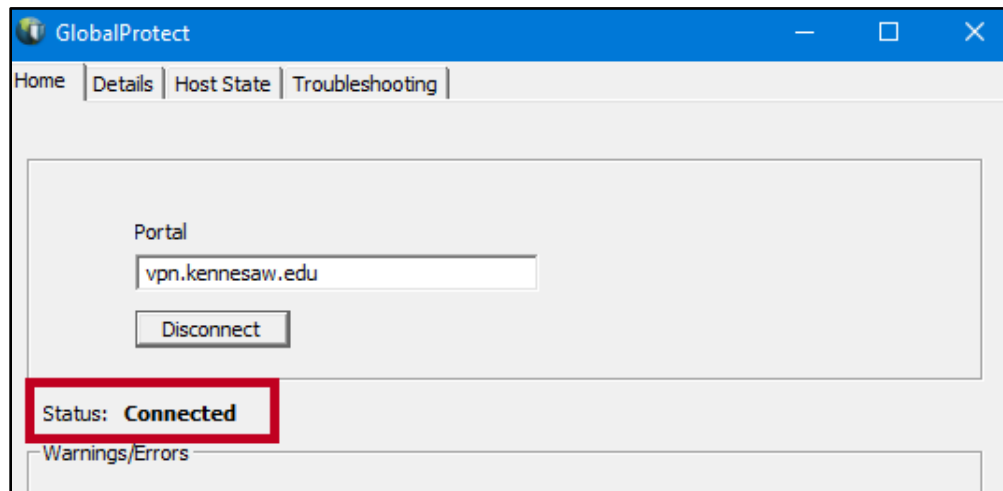 GlobalProtect
Home Details Host State Troubleshooting
Portal
vpn.kennesaw.edu
Disconnect
Status: Connected
Warnings/Errors